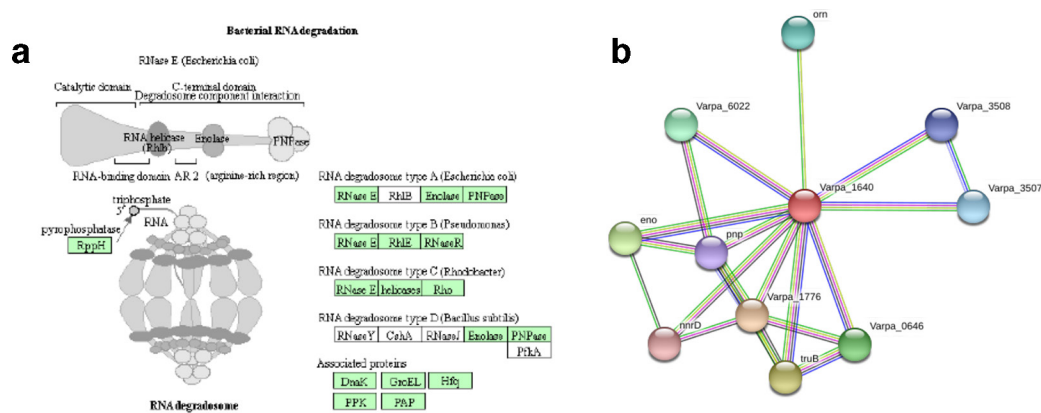 a
Bacterial RNA degradation
RNase E (Escherichia coli)
Catalytic domain
C-terminal domain
Degradosome component interaction
RNA helicase
(Rhlb)
Enolase
PNPase
RNA-binding domain AR 2 (arginine-rich region)
triphosphate
5'
RNA
pyrophosphatase
RppH
RNA degradosome
RNA degradosome type A (Escherichia coli)
RNase E RhlB Enolase PNPase
RNA degradosome type B (Pseudomonas)
RNase E RhlE RNaseR
RNA degradosome type C (Rhodobacter)
RNase E helicases Rho
RNA degradosome type D (Bacillus subtilis)
RNaseY CshA RNaseJ Enolase PNPase
PfkA
Associated proteins
DnaK GroEL Hfq
PPK PAP
b
orn
Varpa_6022
Varpa_3508
Varpa_1640
Varpa_3507
eno
pnp
Varpa_1776
nnrD
Varpa_0646
truB